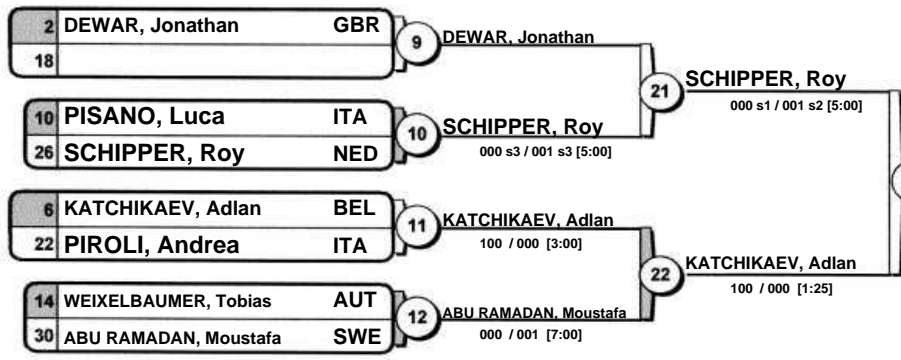 2 DEWAR, Jonathan GBR
18
9 DEWAR, Jonathan
10 PISANO, Luca ITA
26 SCHIPPER, Roy NED
10 SCHIPPER, Roy
000 s3 / 001 s3 [5:00]
21 SCHIPPER, Roy
000 s1 / 001 s2 [5:00]
6 KATCHIKAEV, Adlan BEL
22 PIROLI, Andrea ITA
11 KATCHIKAEV, Adlan
100 / 000 [3:00]
14 WEIXELBAUMER, Tobias AUT
30 ABU RAMADAN, Moustafa SWE
12 ABU RAMADAN, Moustafa
000 / 001 [7:00]
22 KATCHIKAEV, Adlan
100 / 000 [1:25]